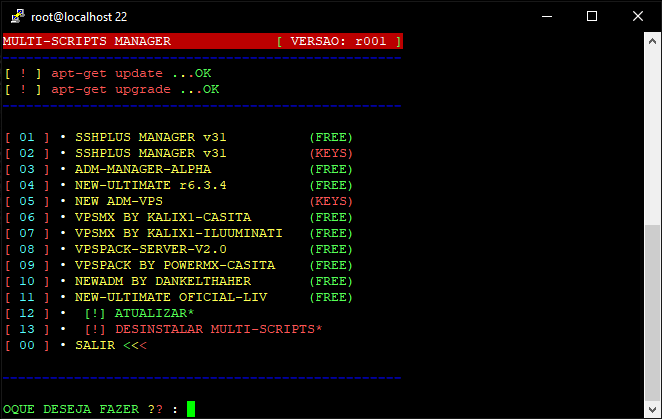 root@localhost 22
MULTI-SCRIPTS MANAGER [ VERSAO: r001 ]
[ ! ] apt-get update ...OK
[ ! ] apt-get upgrade ...OK
[ 01 ] • SSHPLUS MANAGER v31 (FREE)
[ 02 ] • SSHPLUS MANAGER v31 (KEYS)
[ 03 ] • ADM-MANAGER-ALPHA (FREE)
[ 04 ] • NEW-ULTIMATE r6.3.4 (FREE)
[ 05 ] • NEW ADM-VPS (KEYS)
[ 06 ] • VPSMX BY KALIX1-CASITA (FREE)
[ 07 ] • VPSMX BY KALIX1-ILUUMINATI (FREE)
[ 08 ] • VPSPACK-SERVER-V2.0 (FREE)
[ 09 ] • VPSPACK BY POWERMX-CASITA (FREE)
[ 10 ] • NEWADM BY DANKELTHAHER (FREE)
[ 11 ] • NEW-ULTIMATE OFICIAL-LIV (FREE)
[ 12 ] • [!] ATUALIZAR*
[ 13 ] • [!] DESINSTALAR MULTI-SCRIPTS*
[ 00 ] • SALIR <<<
OQUE DESEJA FAZER ?? :